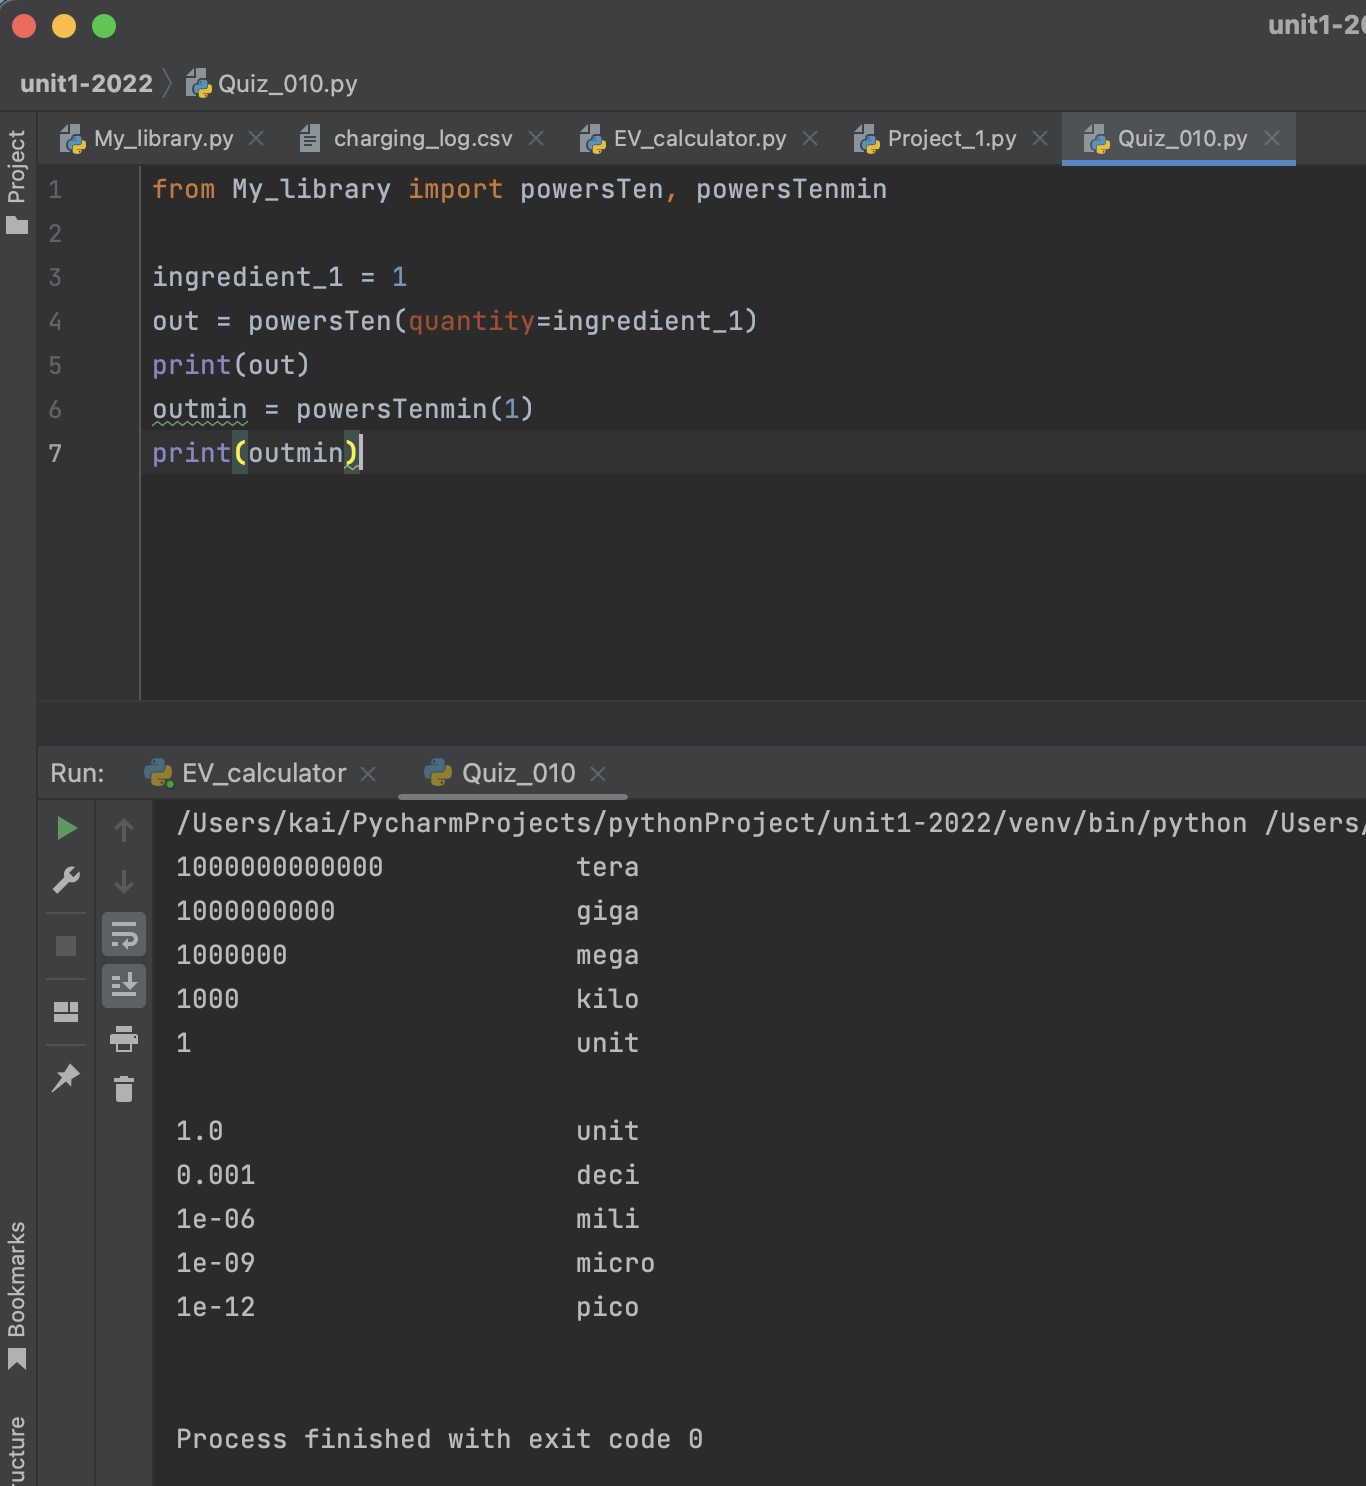 unit1-20
unit1-2022 Quiz_010.py
My_library.py charging_log.csv EV_calculator.py Project_1.py Quiz_010.py
Project
1 from My_library import powersTen, powersTenmin
2
3 ingredient_1 = 1
4 out = powersTen(quantity=ingredient_1)
5 print(out)
6 outmin = powersTenmin(1)
7 print(outmin)
Run: EV_calculator Quiz_010
/Users/kai/PycharmProjects/pythonProject/unit1-2022/venv/bin/python /Users/
1000000000000 tera
1000000000 giga
1000000 mega
1000 kilo
1 unit
1.0 unit
0.001 deci
1e-06 mili
1e-09 micro
1e-12 pico
Process finished with exit code 0
Bookmarks
ructure